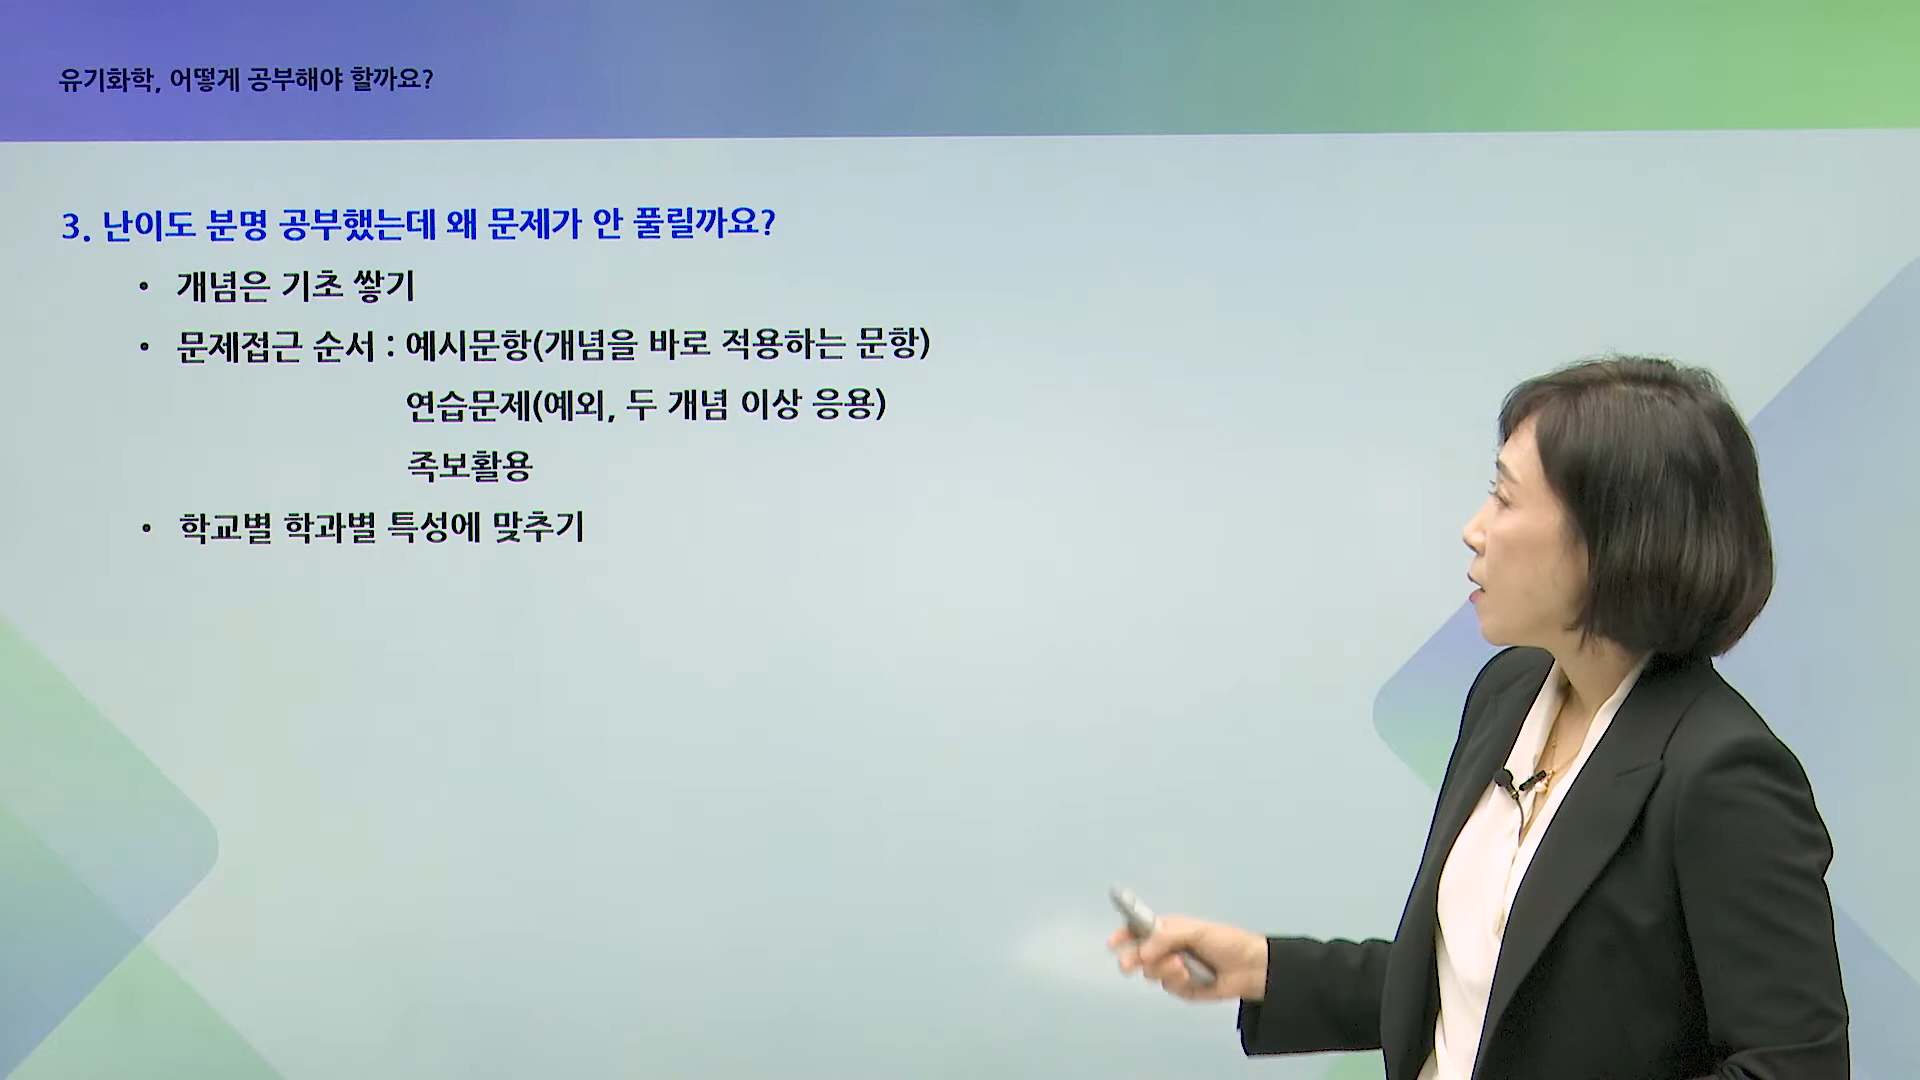 유기화학, 어떻게 공부해야 할까요?
3. 난이도 분명 공부했는데 왜 문제가 안 풀릴까요?
• 개념은 기초 쌓기
• 문제접근 순서 : 예시문항(개념을 바로 적용하는 문항)
연습문제(예외, 두 개념 이상 응용)
족보활용
• 학교별 학과별 특성에 맞추기